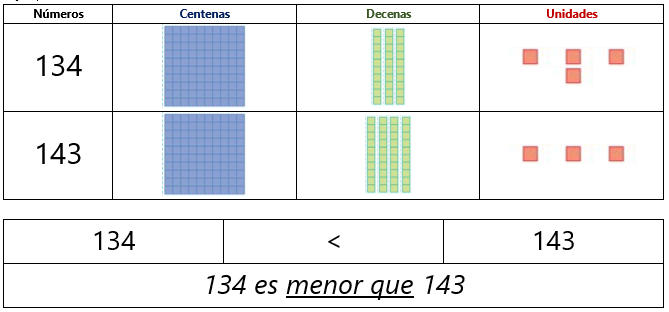 Números Centenas Decenas Unidades
134
143
134 < 143
134 es menor que 143